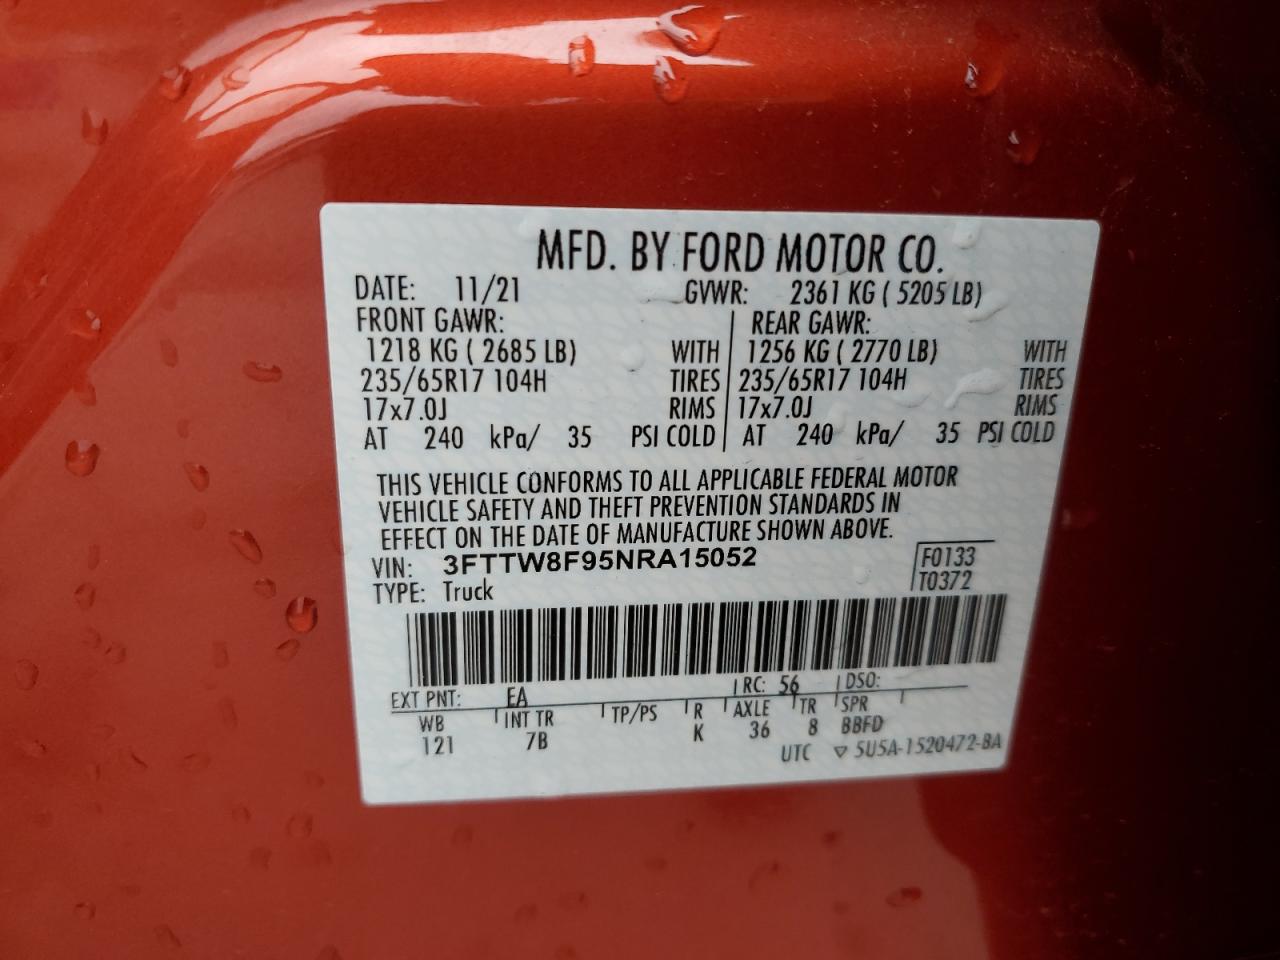 MFD. BY FORD MOTOR CO.
DATE: 11/21 GVWR: 2361 KG ( 5205 LB)
FRONT GAWR: REAR GAWR:
1218 KG ( 2685 LB) WITH 1256 KG ( 2770 LB) WITH
235/65R17 104H TIRES 235/65R17 104H TIRES
17x7.0J RIMS 17x7.0J RIMS
AT 240 kPa/ 35 PSI COLD AT 240 kPa/ 35 PSI COLD
THIS VEHICLE CONFORMS TO ALL APPLICABLE FEDERAL MOTOR
VEHICLE SAFETY AND THEFT PREVENTION STANDARDS IN
EFFECT ON THE DATE OF MANUFACTURE SHOWN ABOVE.
VIN: 3FTTW8F95NRA15052 F0133
TYPE: Truck T0372
EXT PNT: EA RC: 56 DSO:
WB INT TR TP/PS R AXLE TR SPR
121 7B K 36 8 BBFD
UTC ▽ 5U5A-1520472-BA